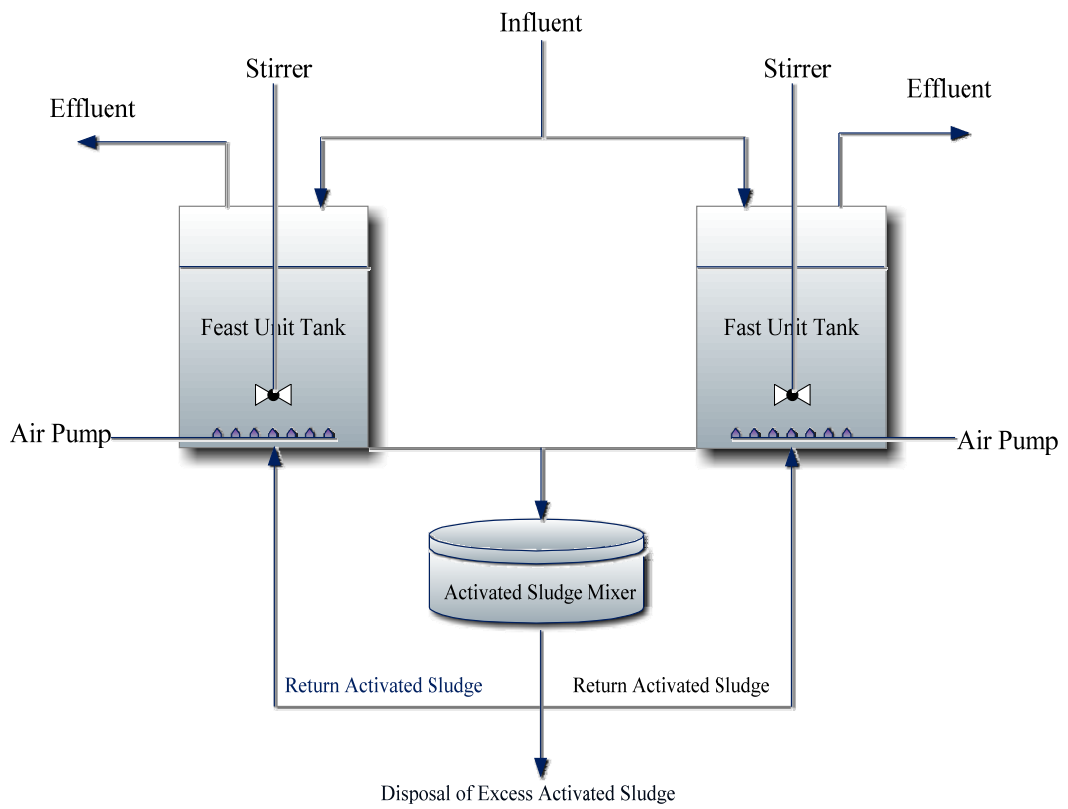 Influent
Stirrer
Stirrer
Effluent
Effluent
Feast Unit Tank
Fast Unit Tank
Air Pump
Air Pump
Activated Sludge Mixer
Return Activated Sludge
Return Activated Sludge
Disposal of Excess Activated Sludge